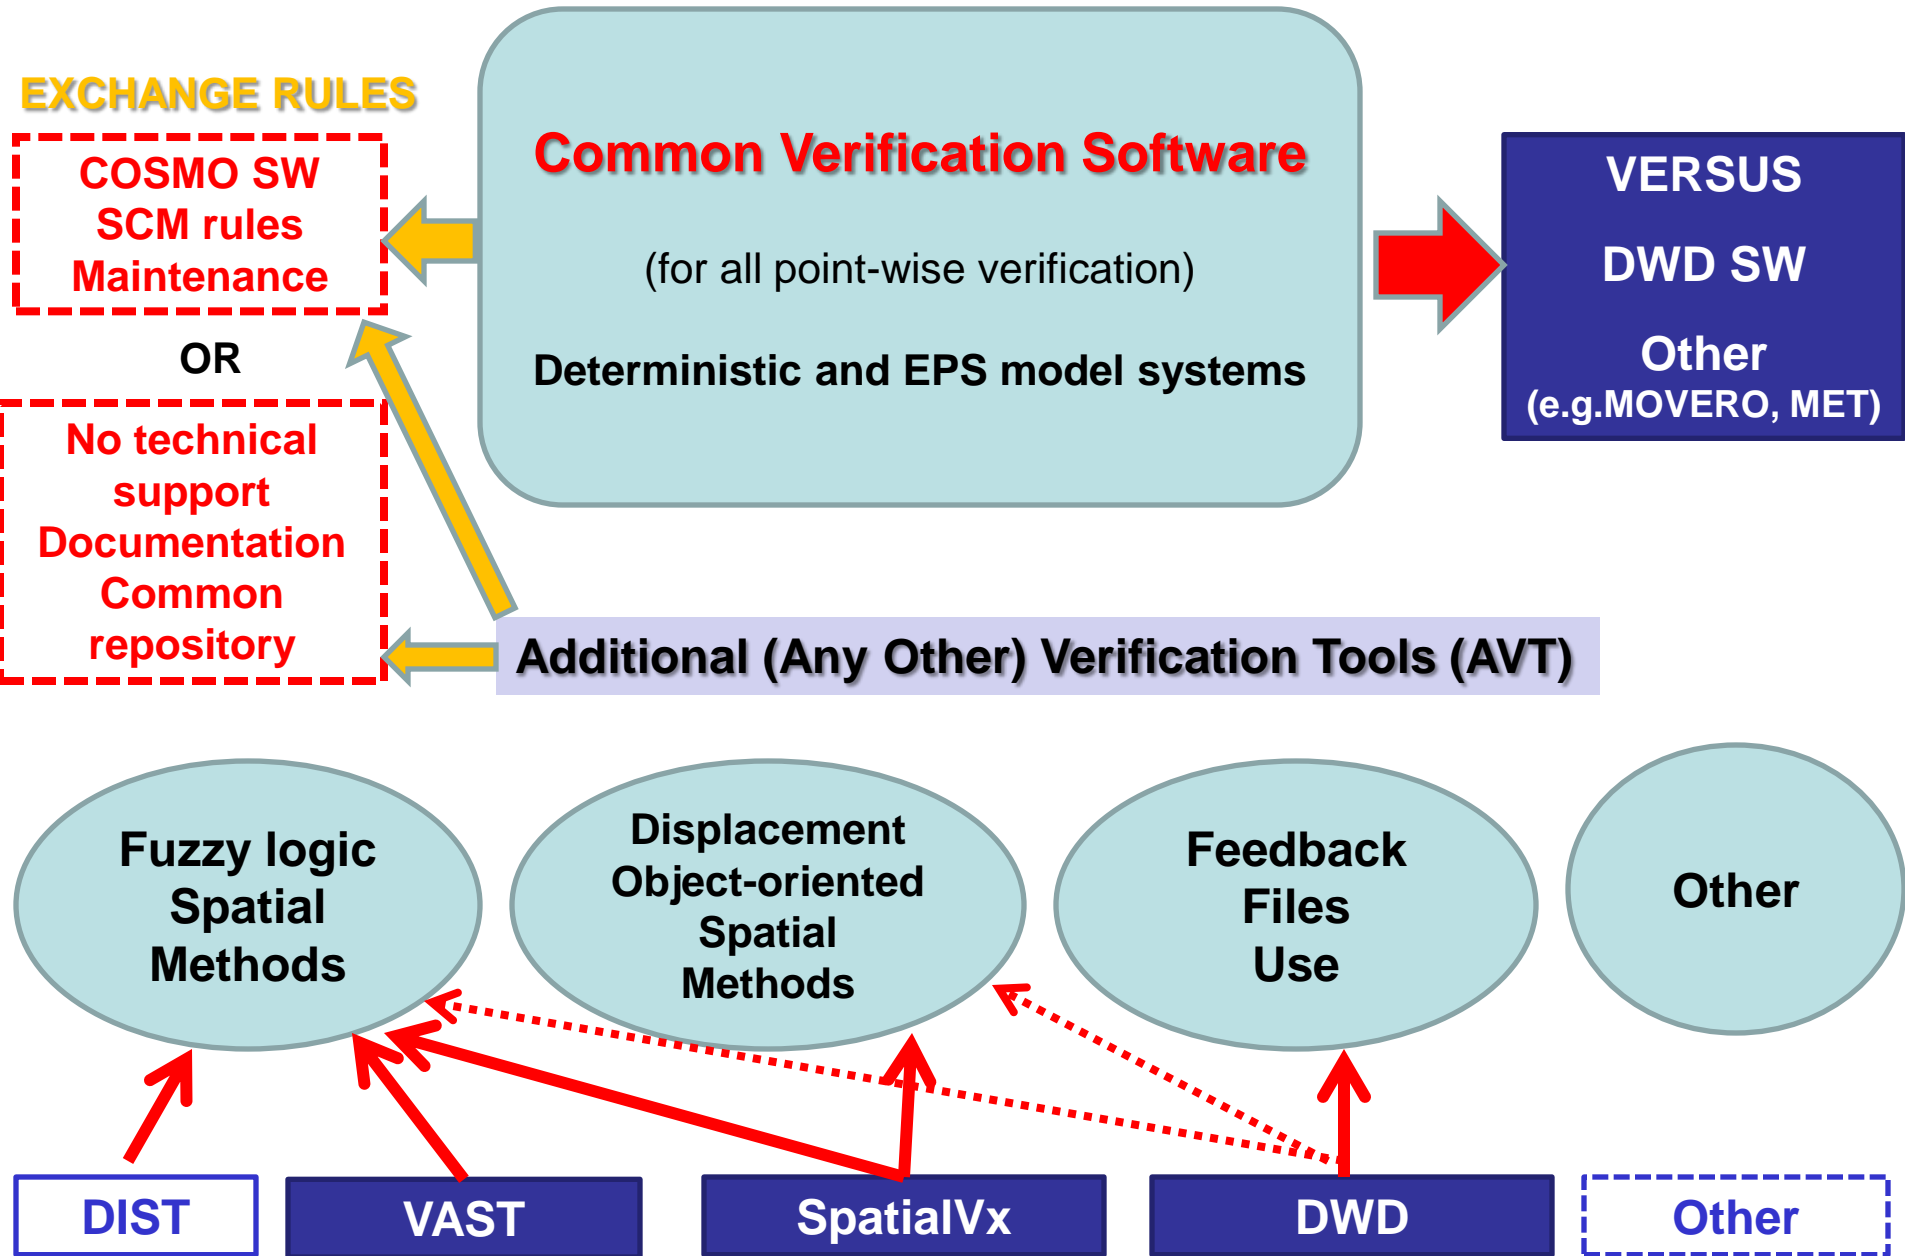 EXCHANGE RULES
COSMO SW
SCM rules
Maintenance
OR
No technical
support
Documentation
Common
repository
Common Verification Software
(for all point-wise verification)
Deterministic and EPS model systems
VERSUS
DWD SW
Other
(e.g.MOVERO, MET)
Additional (Any Other) Verification Tools (AVT)
Fuzzy logic
Spatial
Methods
Displacement
Object-oriented
Spatial
Methods
Feedback
Files
Use
Other
DIST
VAST
SpatialVx
DWD
Other